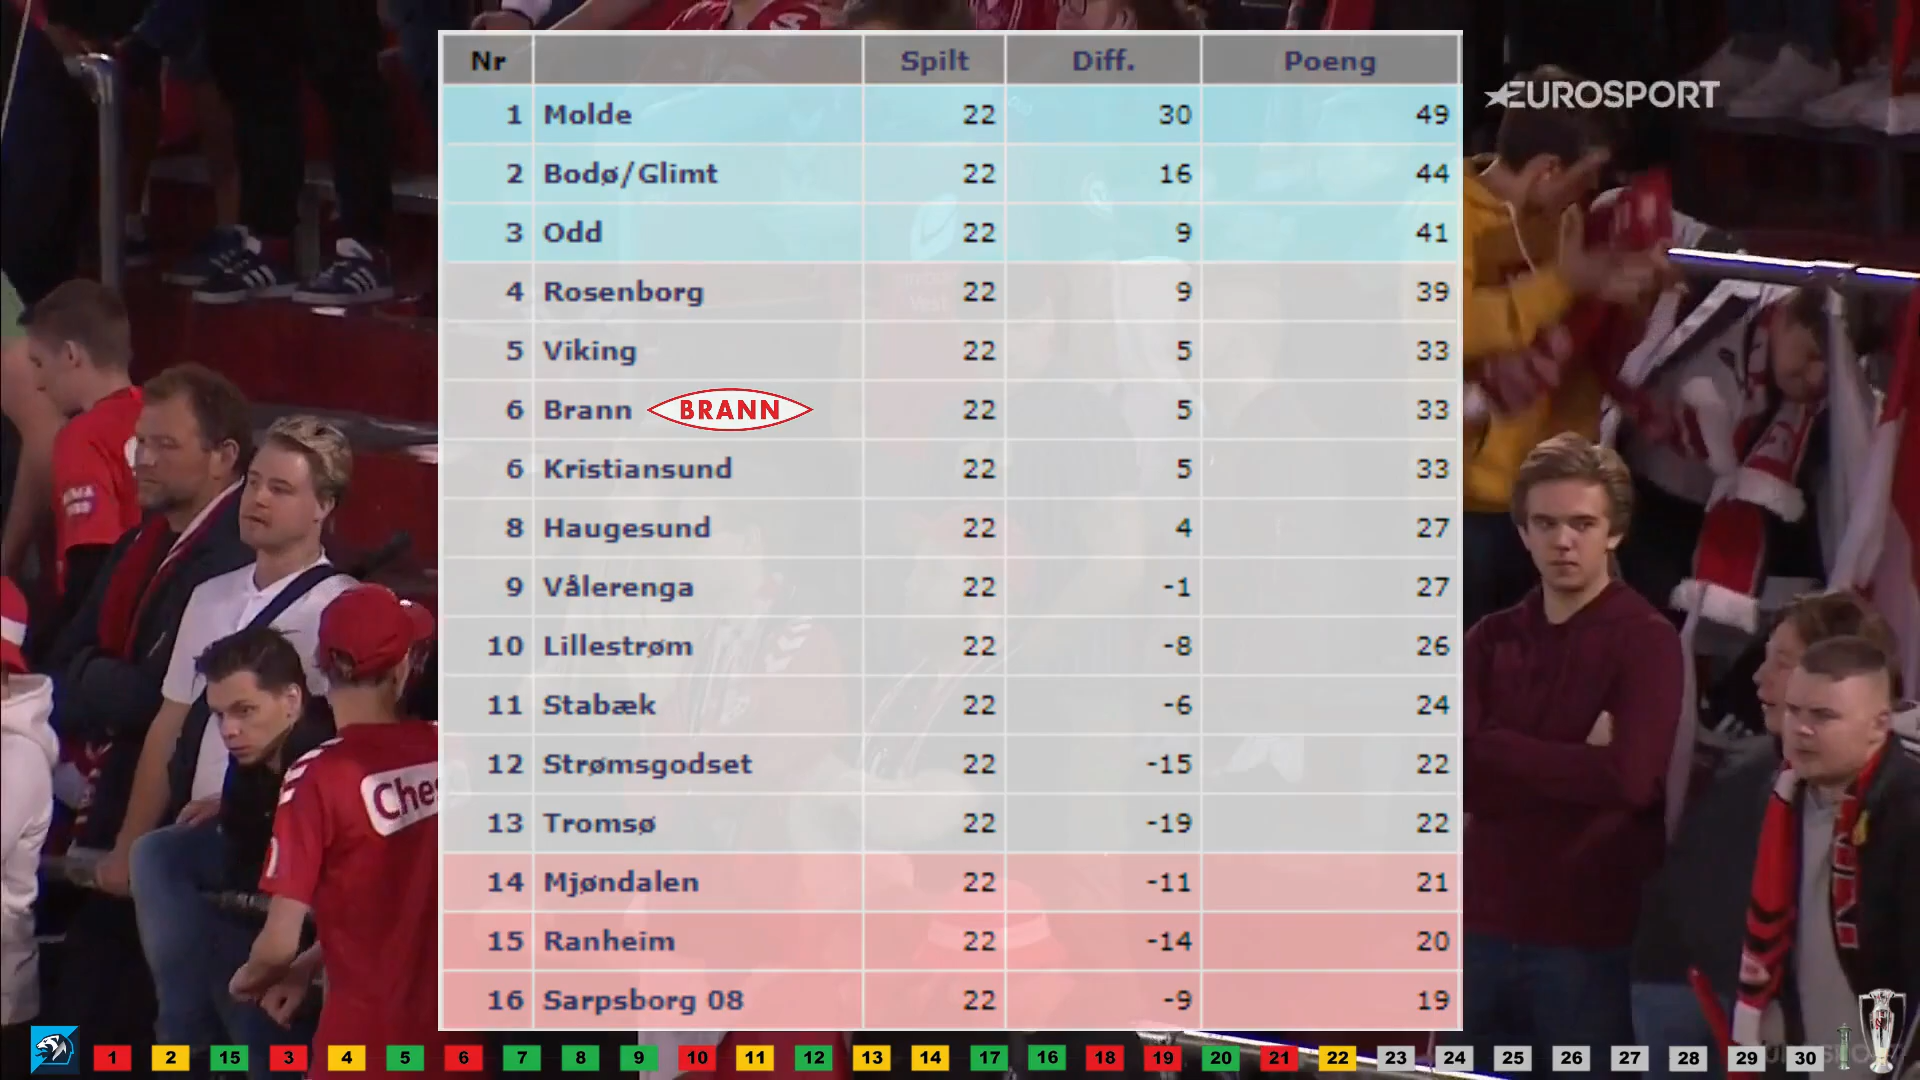 Nr Spilt Diff. Poeng
1 Molde 22 30 49
2 Bodø/Glimt 22 16 44
3 Odd 22 9 41
4 Rosenborg 22 9 39
5 Viking 22 5 33
6 Brann BRANN 22 5 33
6 Kristiansund 22 5 33
8 Haugesund 22 4 27
9 Vålerenga 22 -1 27
10 Lillestrøm 22 -8 26
11 Stabæk 22 -6 24
12 Strømsgodset 22 -15 22
13 Tromsø 22 -19 22
14 Mjøndalen 22 -11 21
15 Ranheim 22 -14 20
16 Sarpsborg 08 22 -9 19
EUROSPORT
Ches
1 2 15 3 4 5 6 7 8 9 10 11 12 13 14 17 16 18 19 20 21 22 23 24 25 26 27 28 29 30